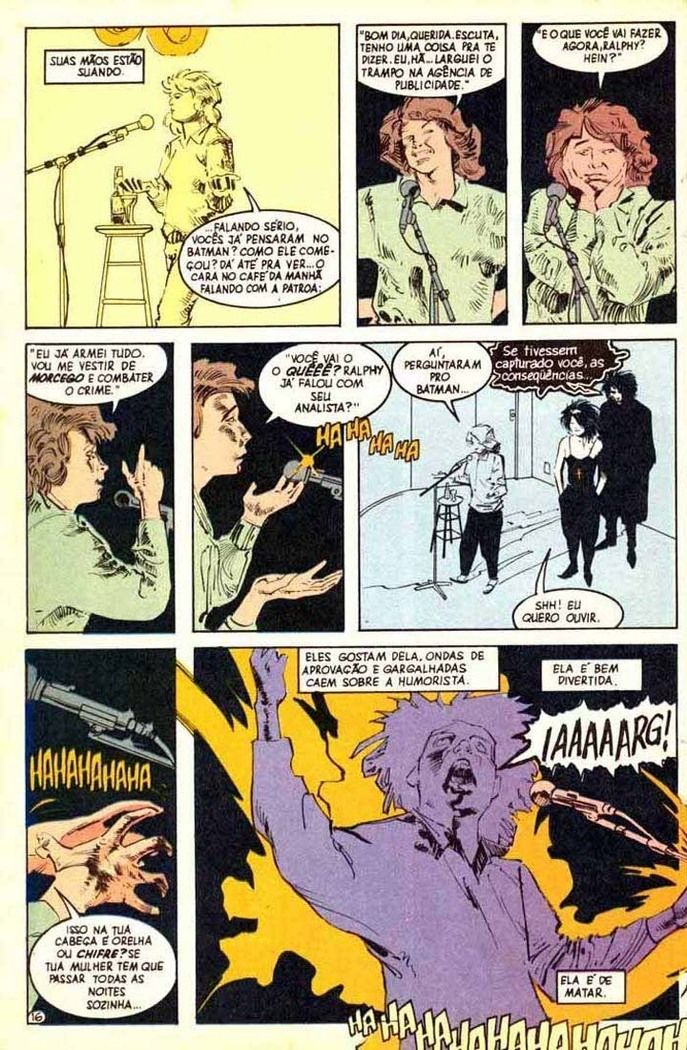 SUAS MÃOS ESTÃO
SUANDO.
...FALANDO SÉRIO,
VOCÊS JÁ PENSARAM NO
BATMAN? COMO ELE COME-
ÇOU? DÁ ATÉ PRA VER...O
CARA NO CAFÉ DA MANHÃ
FALANDO COM A PATROA:
"BOM DIA, QUERIDA. ESCUTA,
TENHO UMA COISA PRA TE
DIZER. EU, HÃ... LARGUEI O
TRAMPO NA AGÊNCIA DE
PUBLICIDADE."
"E O QUE VOCÊ VAI FAZER
AGORA, RALPHY?
HEIN?"
"EU JÁ ARMEI TUDO.
VOU ME VESTIR DE
MORCEGO E COMBATER
O CRIME."
"VOCÊ VAI O
O QUÊÊÊ? RALPHY
JÁ FALOU COM
SEU
ANALISTA?"
HA HA HA HA
AÍ,
PERGUNTARAM
PRO
BATMAN...
Se tivessem
capturado você, as
conseqüências...
SHH! EU
QUERO OUVIR.
HAHAHAHAHA
ISSO NA TUA
CABEÇA É ORELHA
OU CHIFRE? SE
TUA MULHER TEM QUE
PASSAR TODAS AS
NOITES
SOZINHA...
16
ELES GOSTAM DELA, ONDAS DE
APROVAÇÃO E GARGALHADAS
CAEM SOBRE A HUMORISTA.
ELA É BEM
DIVERTIDA.
IAAAAARG!
ELA É DE
MATAR.
HA HA HAHAHAHAHAHAHAH